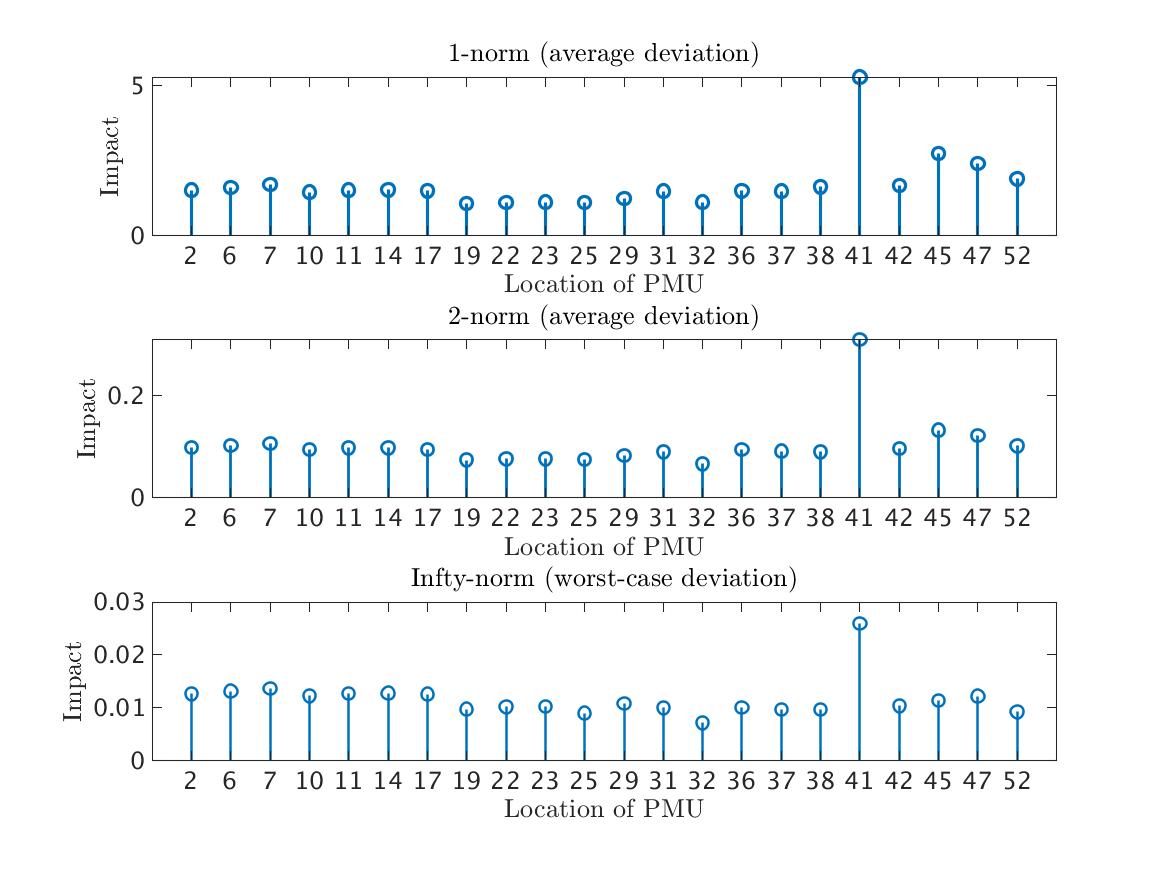 1-norm (average deviation)
5
0
Impact
2 6 7 10 11 14 17 19 22 23 25 29 31 32 36 37 38 41 42 45 47 52
Location of PMU
2-norm (average deviation)
0.2
0
Impact
2 6 7 10 11 14 17 19 22 23 25 29 31 32 36 37 38 41 42 45 47 52
Location of PMU
Infty-norm (worst-case deviation)
0.03
0.02
0.01
0
Impact
2 6 7 10 11 14 17 19 22 23 25 29 31 32 36 37 38 41 42 45 47 52
Location of PMU